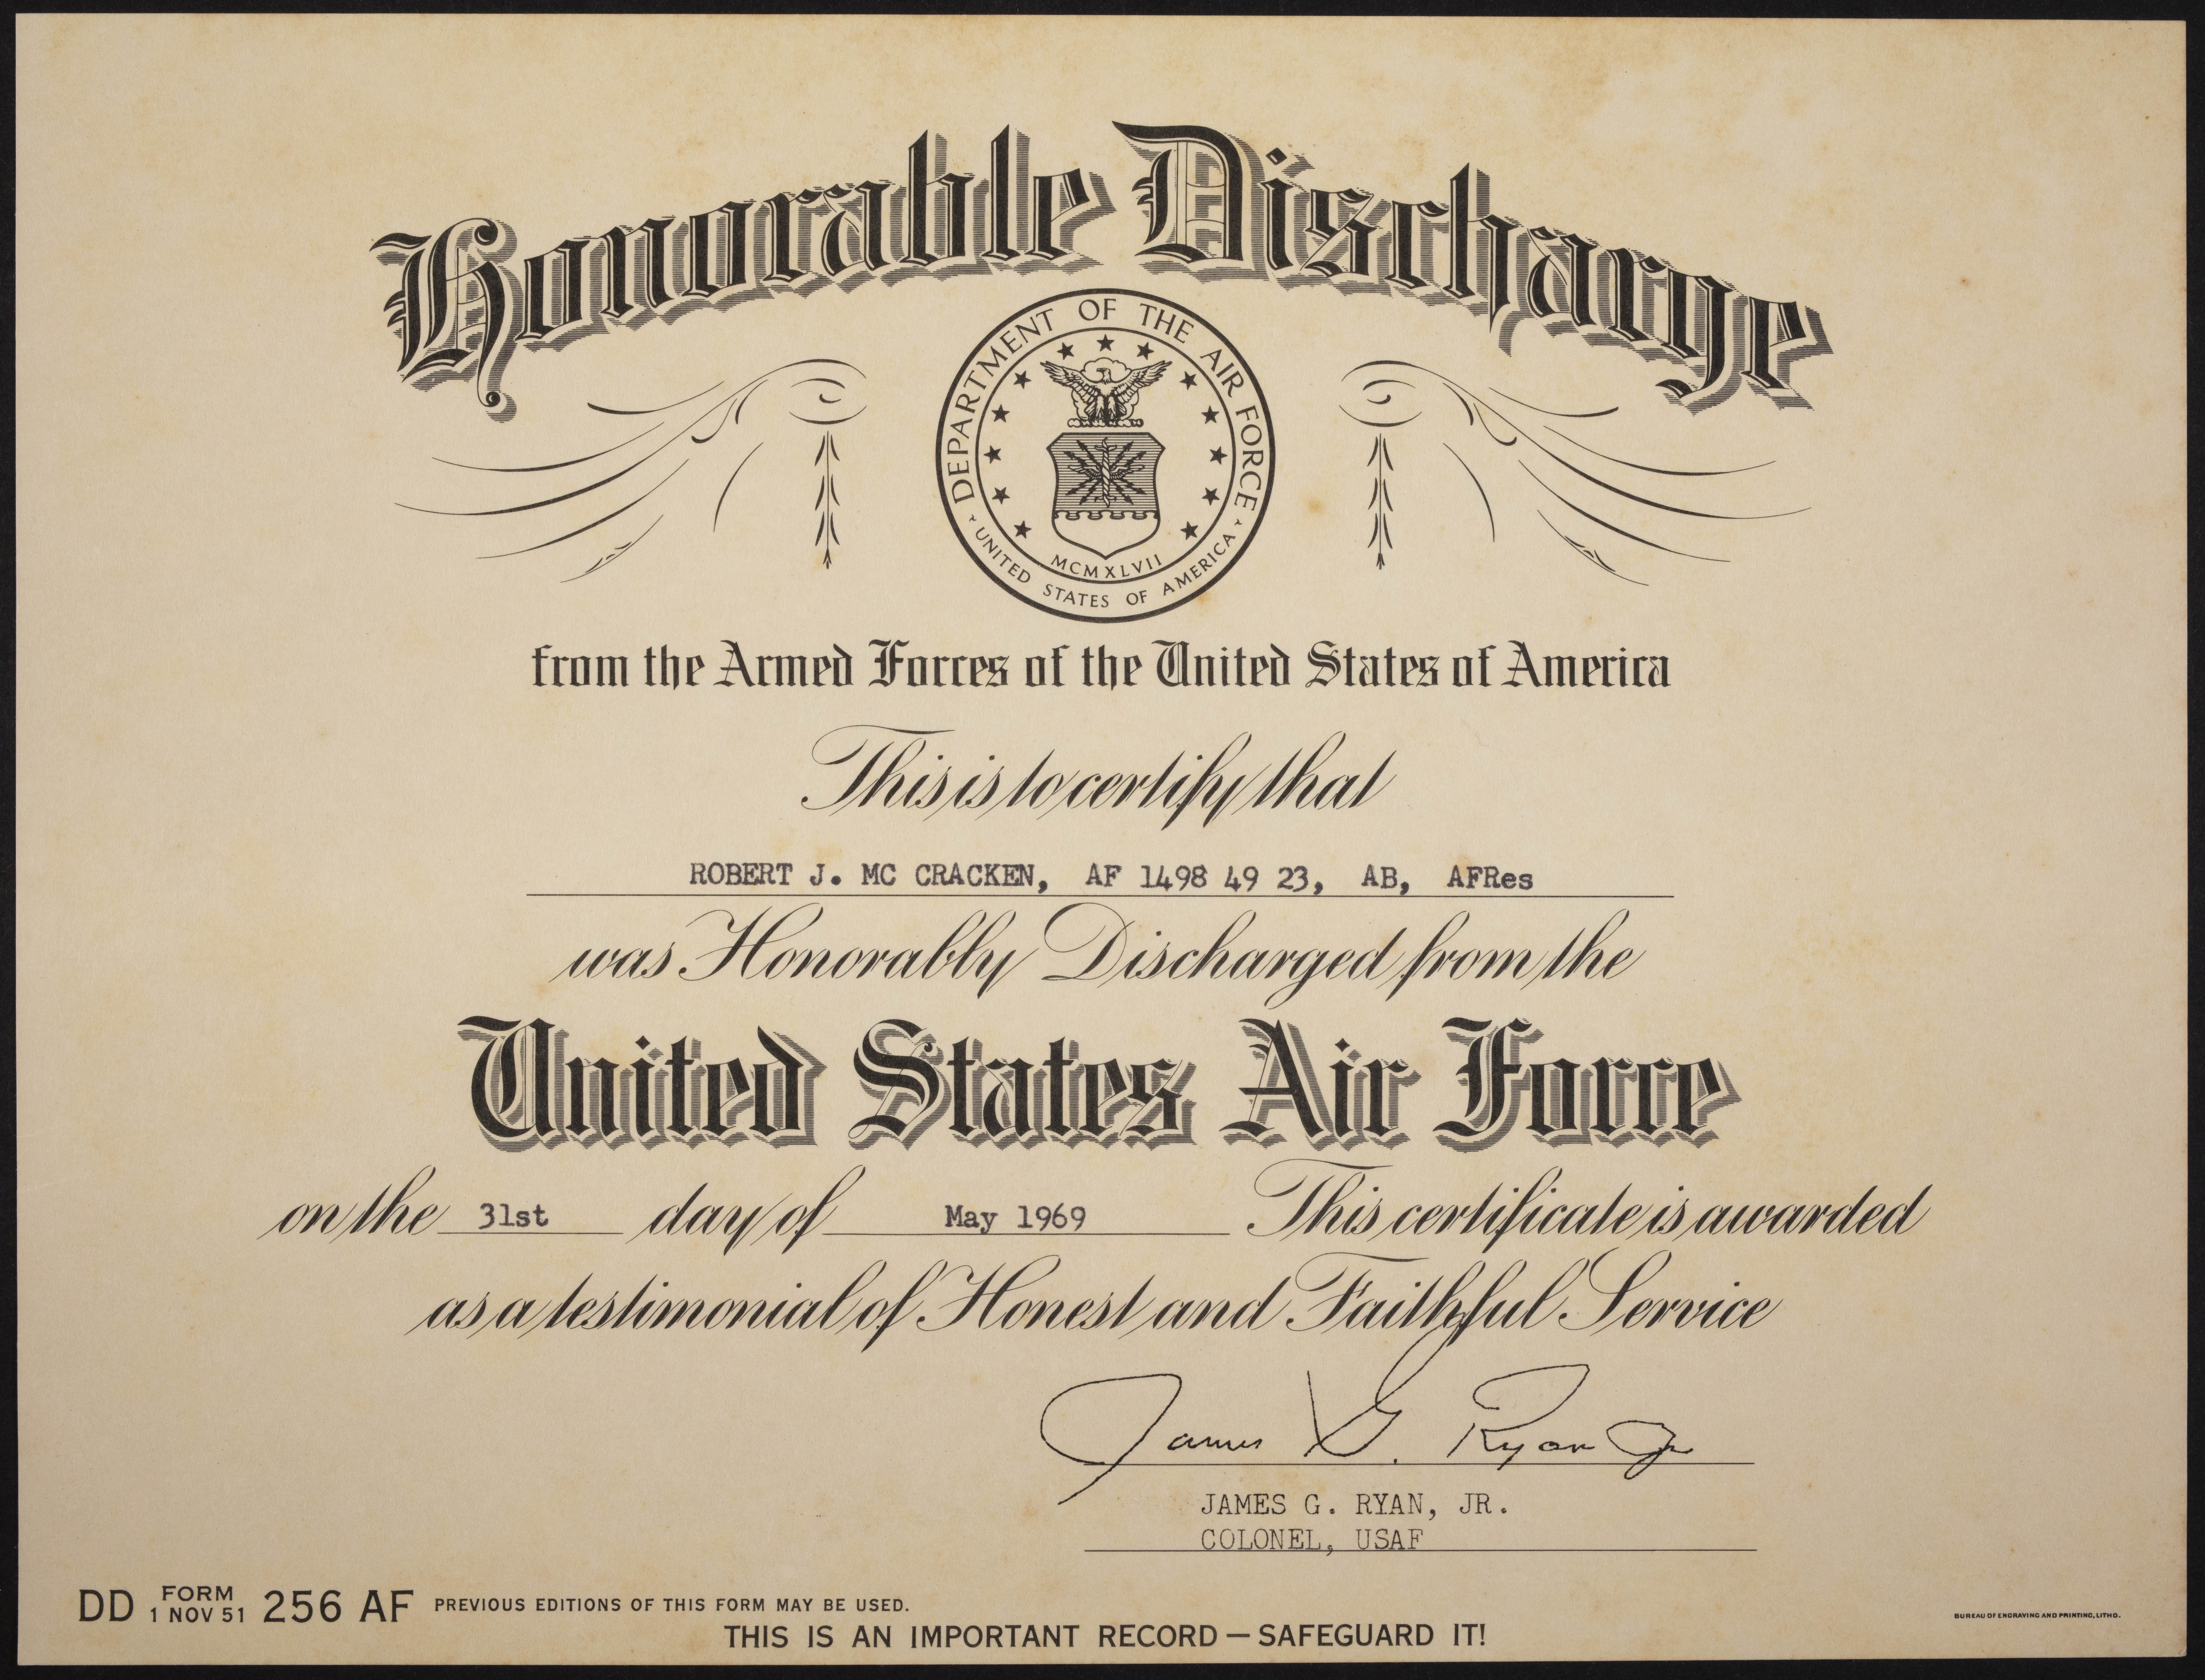 Honorable Discharge
DEPARTMENT OF THE AIR FORCE
MCMXLVII
UNITED STATES OF AMERICA
from the Armed Forces of the United States of America
This is to certify that
ROBERT J. MC CRACKEN, AF 1498 49 23, AB, AFRes
was Honorably Discharged from the
United States Air Force
on the 31st day of May 1969 This certificate is awarded
as a testimonial of Honest and Faithful Service
James G. Ryan Jr
JAMES G. RYAN, JR.
COLONEL, USAF
DD FORM 1 NOV 51 256 AF PREVIOUS EDITIONS OF THIS FORM MAY BE USED.
BUREAU OF ENGRAVING AND PRINTING, LITHO.
THIS IS AN IMPORTANT RECORD — SAFEGUARD IT!